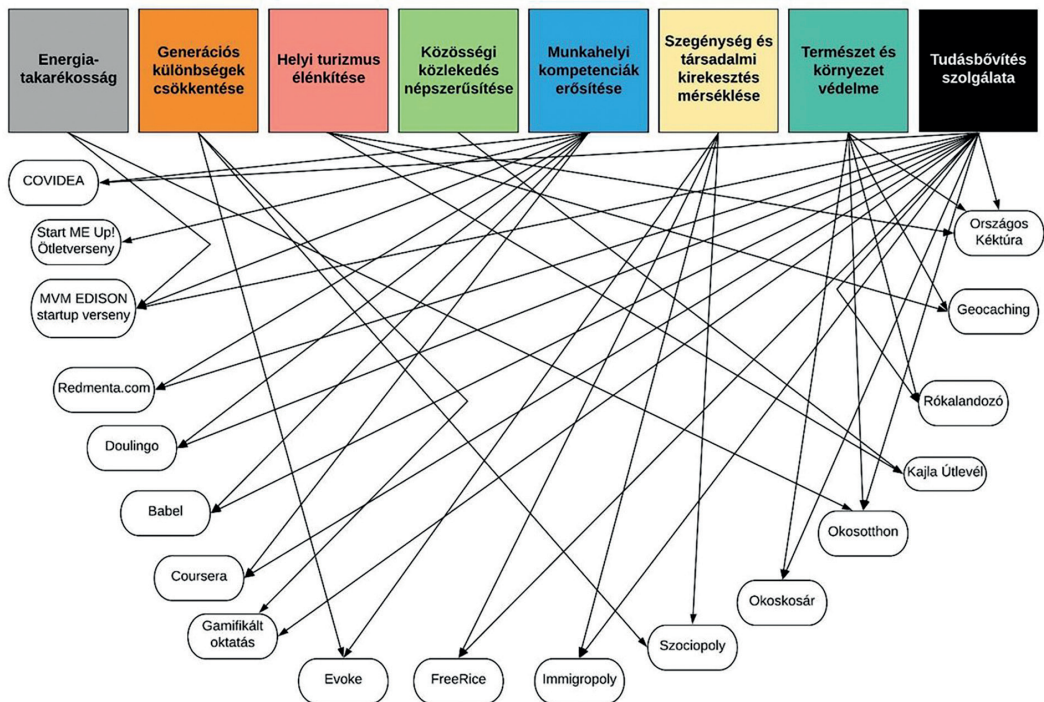 Energia-
takarékosság
Generációs
különbségek
csökkentése
Helyi turizmus
élénkítése
Közösségi
közlekedés
népszerűsítése
Munkahelyi
kompetenciák
erősítése
Szegénység és
társadalmi
kirekesztés
mérséklése
Természet és
környezet
védelme
Tudásbővítés
szolgálata
COVIDEA
Start ME Up!
Ötletverseny
MVM EDISON
startup verseny
Redmenta.com
Doulingo
Babel
Coursera
Gamifikált
oktatás
Evoke
FreeRice
Immigropoly
Szociopoly
Okoskosár
Okosotthon
Kajla Útlevél
Rókalandozó
Geocaching
Országos
Kéktúra